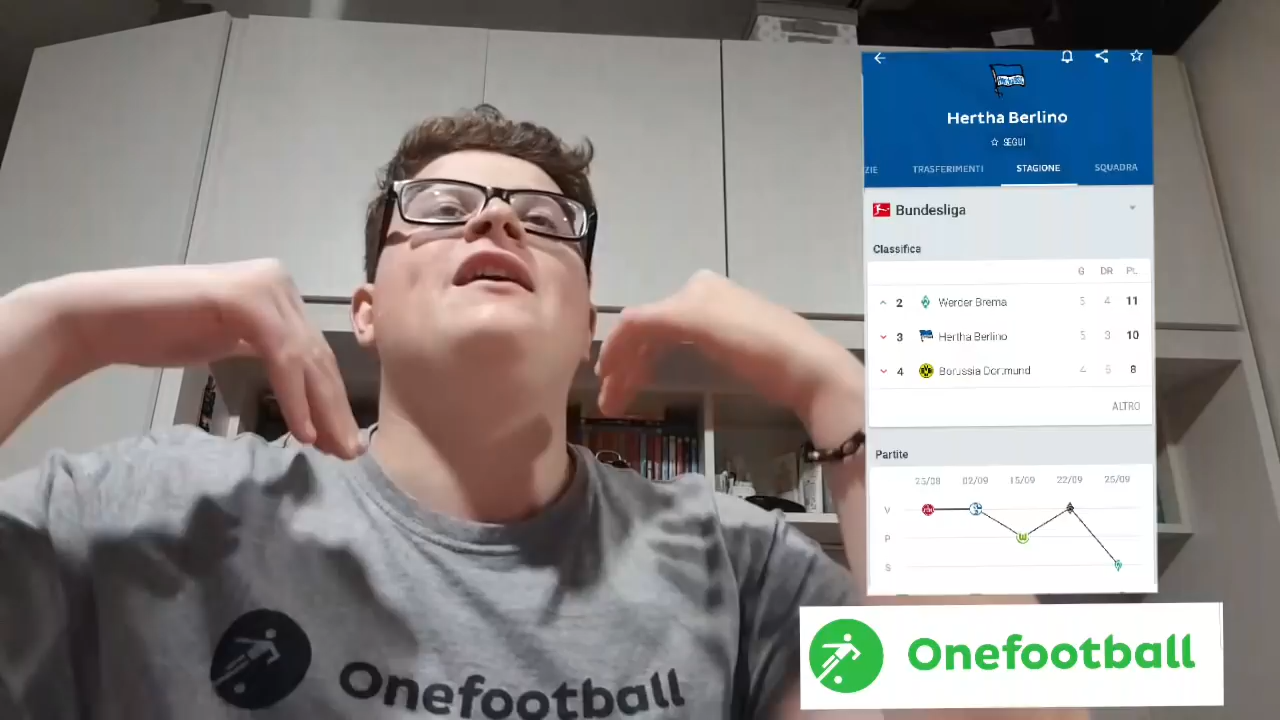 Hertha Berlino
SEGUI
ZIE TRASFERIMENTI STAGIONE SQUADRA
Bundesliga
Classifica
G DR Pt.
2 Werder Brema 5 4 11
3 Hertha Berlino 5 3 10
4 Borussia Dortmund 4 8
ALTRO
Partite
25/08 02/09 15/09 22/09 25/09
V
P
S
Onefootball
Onefootball